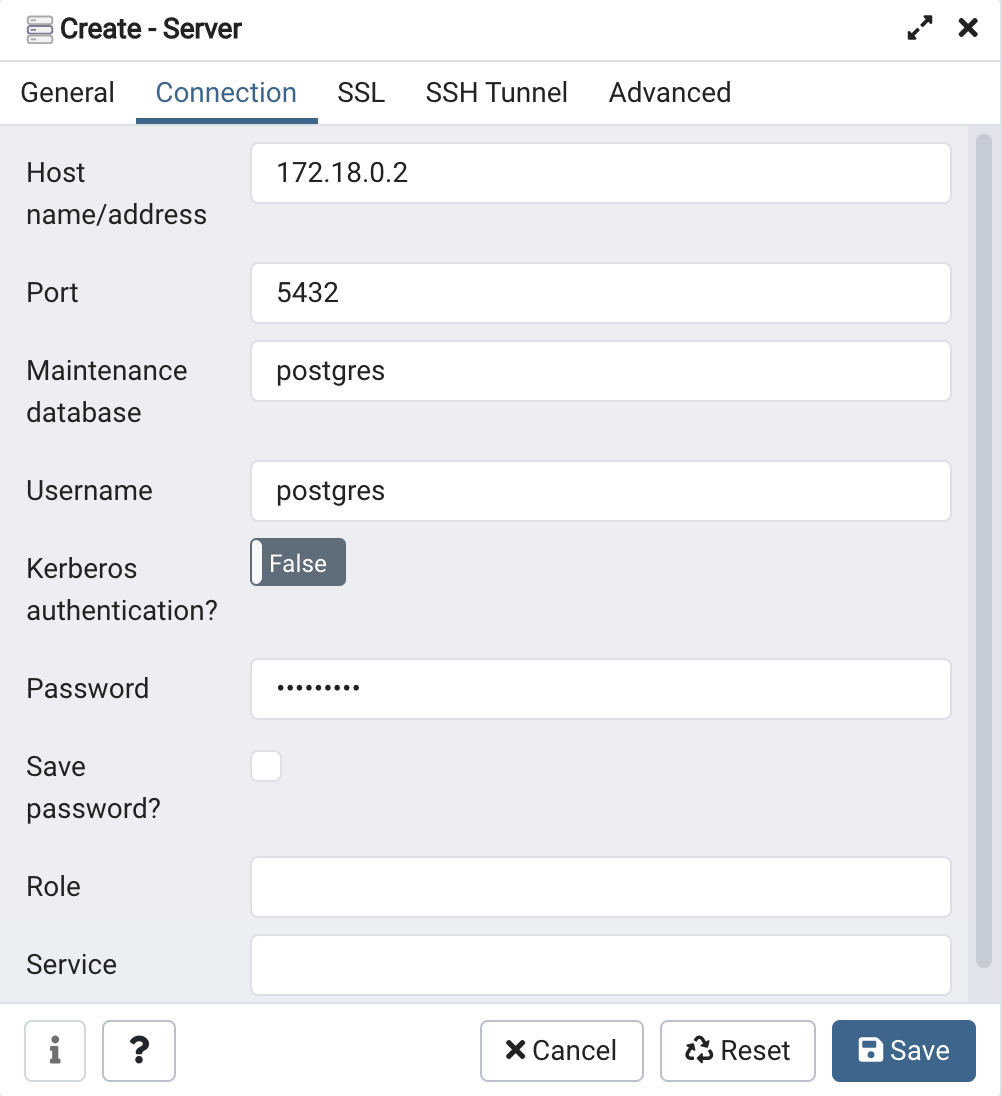 Create - Server
General Connection SSL SSH Tunnel Advanced
Host
name/address
172.18.0.2
Port
5432
Maintenance
database
postgres
Username
postgres
Kerberos
authentication?
False
Password
•••••••••
Save
password?
Role
Service
i ? Cancel Reset Save